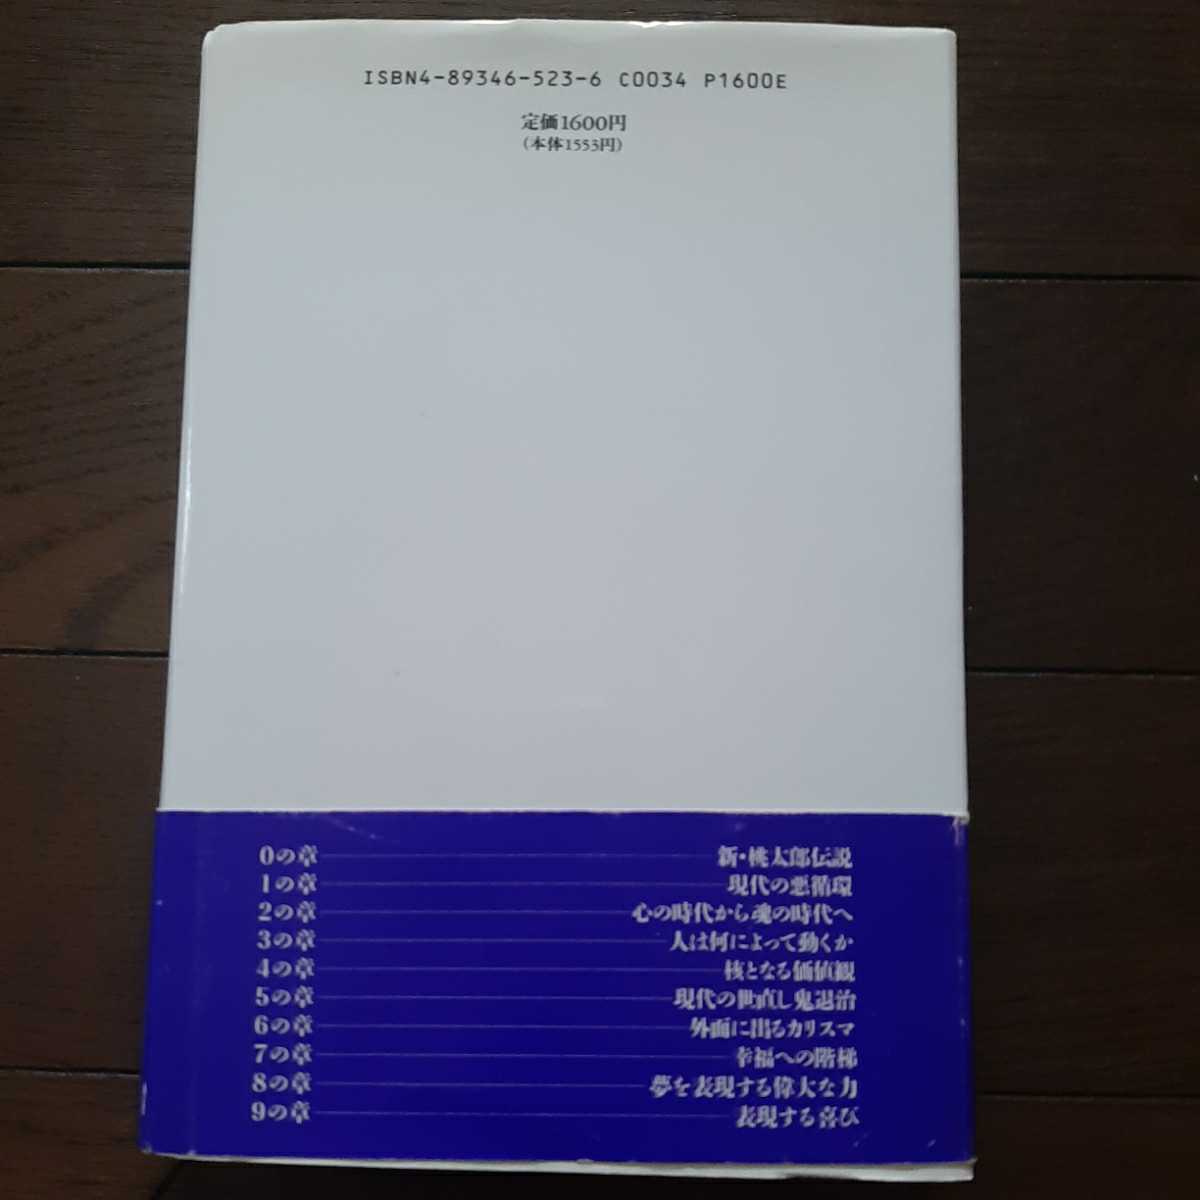 ISBN4-89346-523-6 C0034 P1600E
定価1600円
(本体1553円)
0の章 新・桃太郎伝説
1の章 現代の悪循環
2の章 心の時代から魂の時代へ
3の章 人は何によって動くか
4の章 核となる価値観
5の章 現代の世直し鬼退治
6の章 外面に出るカリスマ
7の章 幸福への階梯
8の章 夢を表現する偉大な力
9の章 表現する喜び